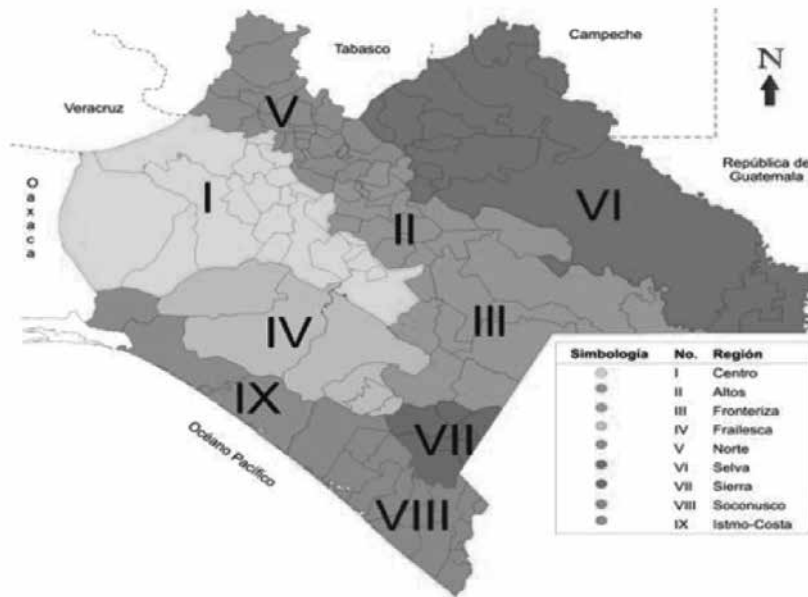 Campeche
Tabasco
N
Veracruz
V
República de
Guatemala
Oaxaca
I
VI
II
III
IV
IX
VII
Océano Pacífico
VIII
Simbología No. Región
I Centro
II Altos
III Fronteriza
IV Frailesca
V Norte
VI Selva
VII Sierra
VIII Soconusco
IX Istmo-Costa